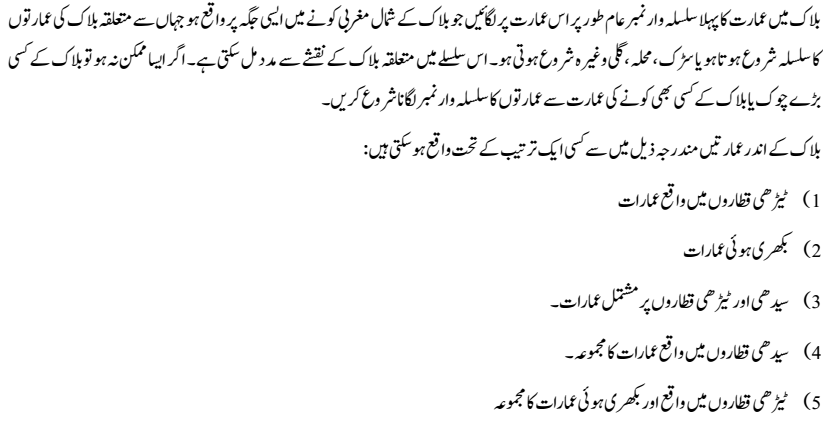 بلاک میں عمارت کا پہلا سلسلہ وار نمبر عام طور پر اس عمارت پر لگائیں جو بلاک کے شمال مغربی کونے میں ایسی جگہ پر واقع ہو جہاں سے متعلقہ بلاک کی عمارتوں
کا سلسلہ شروع ہوتا ہو یا سڑک، محلہ، گلی وغیرہ شروع ہوتی ہو۔ اس سلسلے میں متعلقہ بلاک کے نقشے سے مدد مل سکتی ہے۔ اگر ایسا ممکن نہ ہو تو بلاک کے کسی
بڑے چوک یا بلاک کے کسی بھی کونے کی عمارت سے عمارتوں کا سلسلہ وار نمبر لگانا شروع کریں۔
بلاک کے اندر عمارتیں مندرجہ ذیل میں سے کسی ایک ترتیب کے تحت واقع ہو سکتی ہیں:
1) ٹیڑھی قطاروں میں واقع عمارات
2) بکھری ہوئی عمارات
3) سیدھی اور ٹیڑھی قطاروں پر مشتمل عمارات۔
4) سیدھی قطاروں میں واقع عمارات کا مجموعہ۔
5) ٹیڑھی قطاروں میں واقع اور بکھری ہوئی عمارات کا مجموعہ